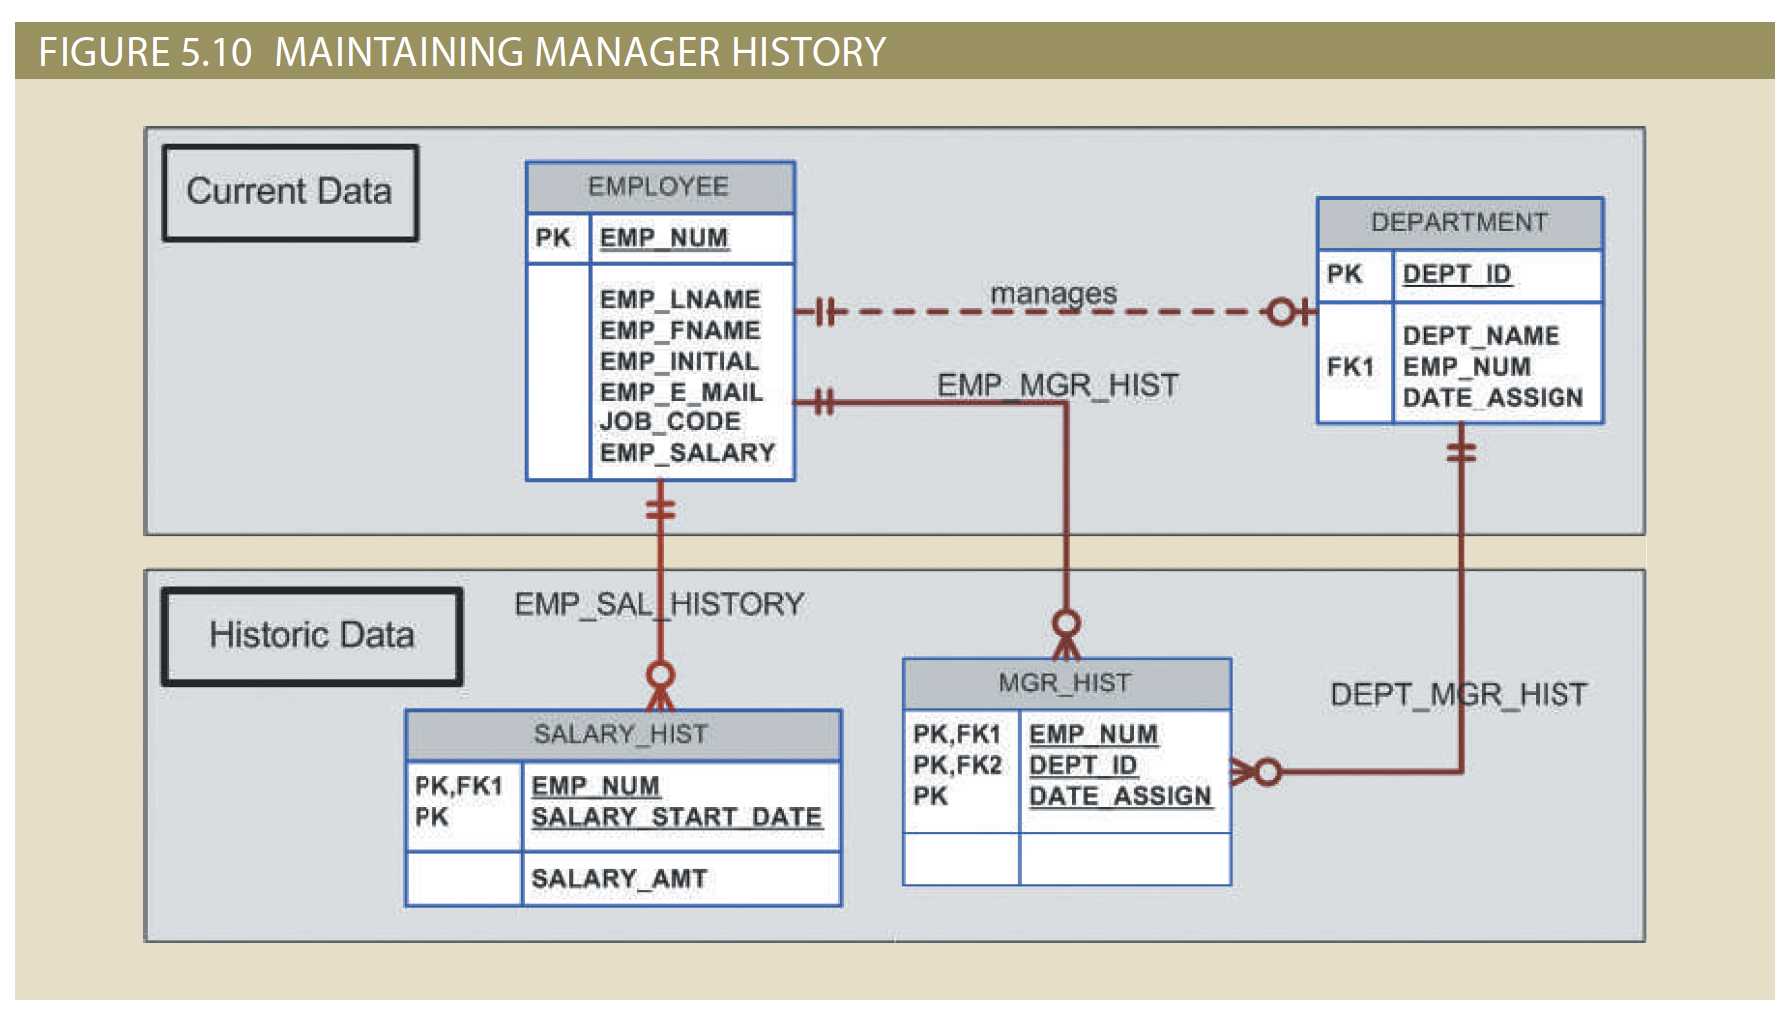 FIGURE 5.10 MAINTAINING MANAGER HISTORY
Current Data
EMPLOYEE
PK EMP_NUM
EMP_LNAME
EMP_FNAME
EMP_INITIAL
EMP_E_MAIL
JOB_CODE
EMP_SALARY
manages
EMP_MGR_HIST
DEPARTMENT
PK DEPT_ID
DEPT_NAME
FK1 EMP_NUM
DATE_ASSIGN
Historic Data
EMP_SAL_HISTORY
SALARY_HIST
PK,FK1 EMP_NUM
PK SALARY_START_DATE
SALARY_AMT
MGR_HIST
PK,FK1 EMP_NUM
PK,FK2 DEPT_ID
PK DATE_ASSIGN
DEPT_MGR_HIST